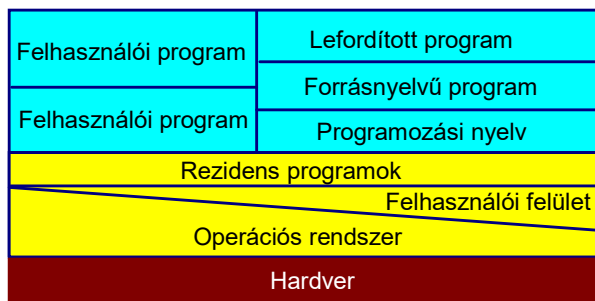 Felhasználói program
Lefordított program
Forrásnyelvű program
Felhasználói program
Programozási nyelv
Rezidens programok
Felhasználói felület
Operációs rendszer
Hardver